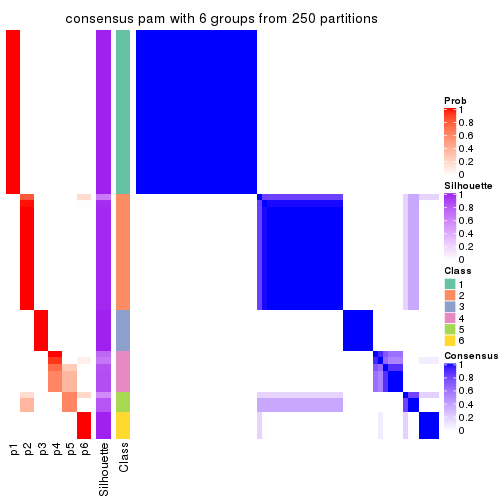 consensus pam with 6 groups from 250 partitions
Prob
1
0.8
0.6
0.4
0.2
0
Silhouette
1
0.8
0.6
0.4
0.2
0
Class
1
2
3
4
5
6
Consensus
1
0.8
0.6
0.4
0.2
0
p1
p2
p3
p4
p5
p6
Silhouette
Class